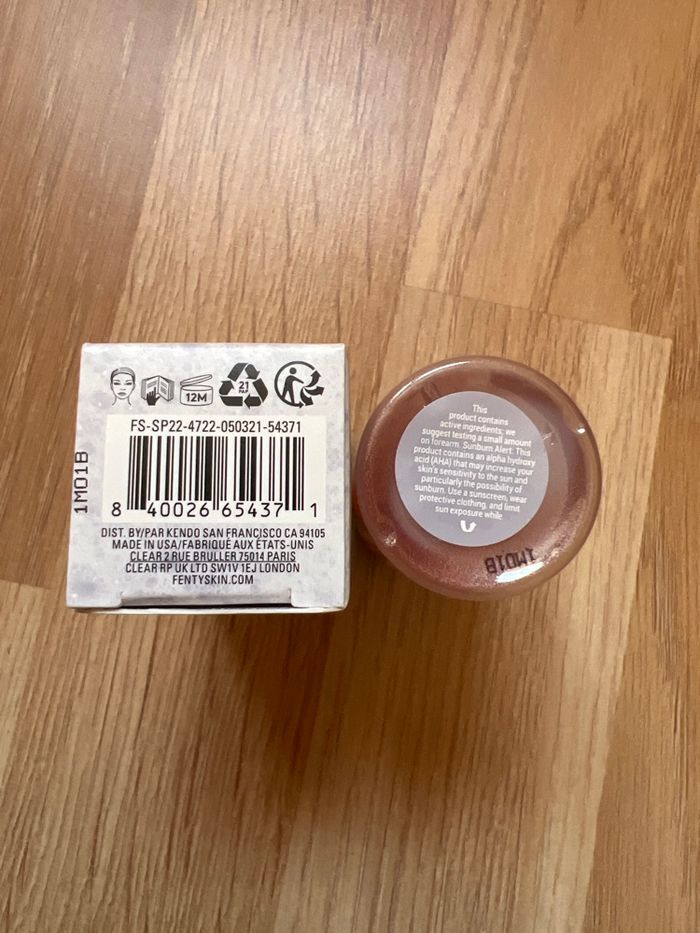 12M
21
PAP
FS-SP22-4722-050321-54371
1M01B
8 40026 65437 1
DIST. BY/PAR KENDO SAN FRANCISCO CA 94105
MADE IN USA/FABRIQUÉ AUX ÉTATS-UNIS
CLEAR 2 RUE BRULLER 75014 PARIS
CLEAR RP UK LTD SW1V 1EJ LONDON
FENTYSKIN.COM
This
product contains
active ingredients; we
suggest testing a small amount
on forearm. Sunburn Alert: This
product contains an alpha hydroxy
acid (AHA) that may increase your
skin's sensitivity to the sun and
particularly the possibility of
sunburn. Use a sunscreen, wear
protective clothing, and limit
sun exposure while
1M01B